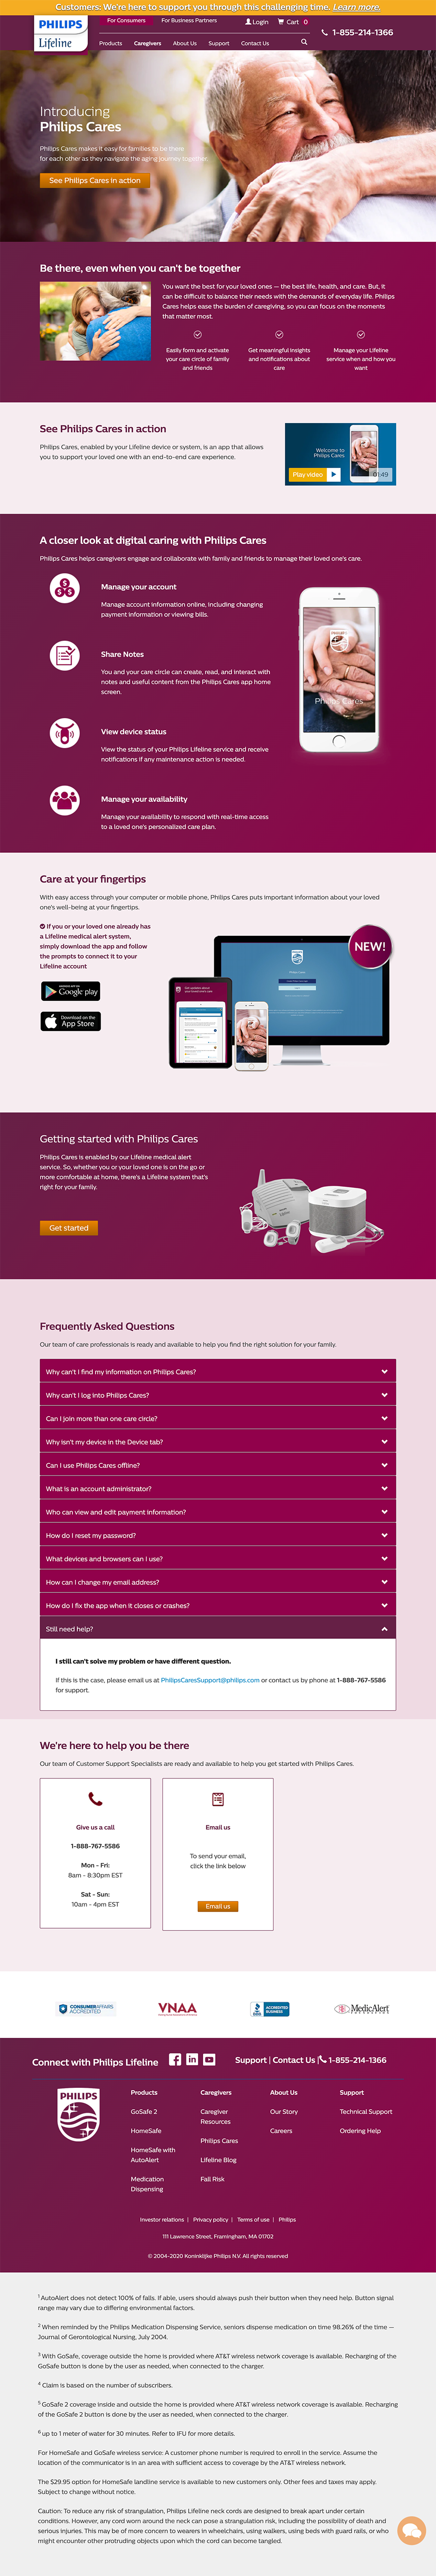 Customers: We're here to support you through this challenging time. Learn more.
PHILIPS
Lifeline
For Consumers
For Business Partners
Login
Cart 0
1-855-214-1366
Products
Caregivers
About Us
Support
Contact Us
Introducing
Philips Cares
Philips Cares makes it easy for families to be there
for each other as they navigate the aging journey together.
See Philips Cares in action
Be there, even when you can't be together
You want the best for your loved ones — the best life, health, and care. But, it
can be difficult to balance their needs with the demands of everyday life. Philips
Cares helps ease the burden of caregiving, so you can focus on the moments
that matter most.
Easily form and activate
your care circle of family
and friends
Get meaningful insights
and notifications about
care
Manage your Lifeline
service when and how you
want
See Philips Cares in action
Philips Cares, enabled by your Lifeline device or system, is an app that allows
you to support your loved one with an end-to-end care experience.
Welcome to
Philips Cares
Play video
01:49
A closer look at digital caring with Philips Cares
Philips Cares helps caregivers engage and collaborate with family and friends to manage their loved one's care.
Manage your account
Manage account information online, including changing
payment information or viewing bills.
Share Notes
You and your care circle can create, read, and interact with
notes and useful content from the Philips Cares app home
screen.
View device status
View the status of your Philips Lifeline service and receive
notifications if any maintenance action is needed.
Manage your availability
Manage your availability to respond with real-time access
to a loved one's personalized care plan.
Philips Cares
Care at your fingertips
With easy access through your computer or mobile phone, Philips Cares puts important information about your loved
one's well-being at your fingertips.
If you or your loved one already has
a Lifeline medical alert system,
simply download the app and follow
the prompts to connect it to your
Lifeline account
Google play
Download on the
App Store
NEW!
Getting started with Philips Cares
Philips Cares is enabled by our Lifeline medical alert
service. So, whether you or your loved one is on the go or
more comfortable at home, there's a Lifeline system that's
right for your family.
Get started
Frequently Asked Questions
Our team of care professionals is ready and available to help you find the right solution for your family.
Why can't I find my information on Philips Cares?
Why can't I log into Philips Cares?
Can I join more than one care circle?
Why isn't my device in the Device tab?
Can I use Philips Cares offline?
What is an account administrator?
Who can view and edit payment information?
How do I reset my password?
What devices and browsers can I use?
How can I change my email address?
How do I fix the app when it closes or crashes?
Still need help?
I still can't solve my problem or have different question.
If this is the case, please email us at PhilipsCaresSupport@philips.com or contact us by phone at 1-888-767-5586
for support.
We're here to help you be there
Our team of Customer Support Specialists are ready and available to help you get started with Philips Cares.
Give us a call
1-888-767-5586
Mon - Fri:
8am - 8:30pm EST
Sat - Sun:
10am - 4pm EST
Email us
To send your email,
click the link below
Email us
CONSUMERAFFAIRS
ACCREDITED
VNAA
BBB
ACCREDITED
BUSINESS
MedicAlert
Connect with Philips Lifeline
Support | Contact Us | 1-855-214-1366
PHILIPS
Products
GoSafe 2
HomeSafe
HomeSafe with
AutoAlert
Medication
Dispensing
Caregivers
Caregiver
Resources
Philips Cares
Lifeline Blog
Fall Risk
About Us
Our Story
Careers
Support
Technical Support
Ordering Help
Investor relations | Privacy policy | Terms of use | Philips
111 Lawrence Street, Framingham, MA 01702
© 2004-2020 Koninklijke Philips N.V. All rights reserved
1 AutoAlert does not detect 100% of falls. If able, users should always push their button when they need help. Button signal
range may vary due to differing environmental factors.
2 When reminded by the Philips Medication Dispensing Service, seniors dispense medication on time 98.26% of the time —
Journal of Gerontological Nursing, July 2004.
3 With GoSafe, coverage outside the home is provided where AT&T wireless network coverage is available. Recharging of the
GoSafe button is done by the user as needed, when connected to the charger.
4 Claim is based on the number of subscribers.
5 GoSafe 2 coverage inside and outside the home is provided where AT&T wireless network coverage is available. Recharging
of the GoSafe 2 button is done by the user as needed, when connected to the charger.
6 up to 1 meter of water for 30 minutes. Refer to IFU for more details.
For HomeSafe and GoSafe wireless service: A customer phone number is required to enroll in the service. Assume the
location of the communicator is in an area with sufficient access to coverage by the AT&T wireless network.
The $29.95 option for HomeSafe landline service is available to new customers only. Other fees and taxes may apply.
Subject to change without notice.
Caution: To reduce any risk of strangulation, Philips Lifeline neck cords are designed to break apart under certain
conditions. However, any cord worn around the neck can pose a strangulation risk, including the possibility of death and
serious injuries. This may be of more concern to wearers in wheelchairs, using walkers, using beds with guard rails, or who
might encounter other protruding objects upon which the cord can become tangled.